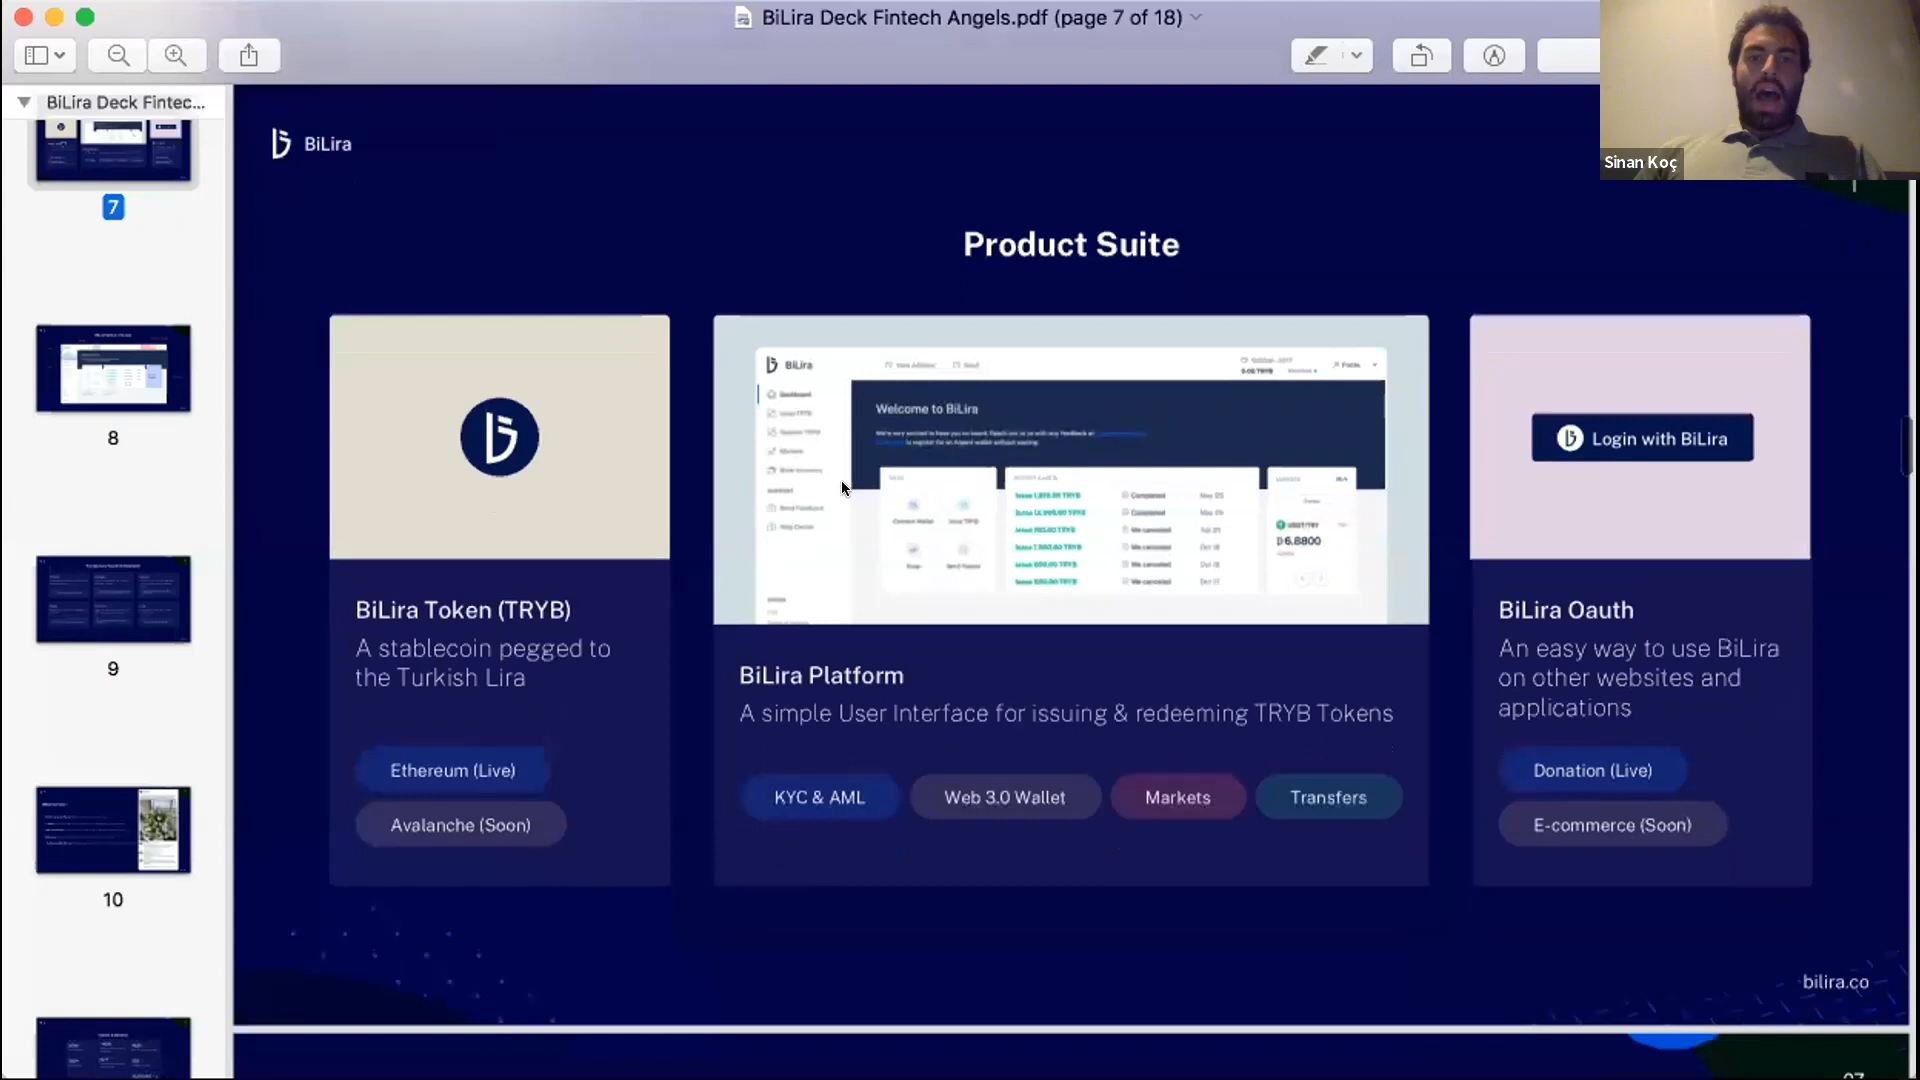 BiLira Deck Fintech Angels.pdf (page 7 of 18)
BiLira Deck Fintec...
7
8
9
10
Sinan Koç
BiLira
Product Suite
BiLira Token (TRYB)
A stablecoin pegged to
the Turkish Lira
Ethereum (Live)
Avalanche (Soon)
BiLira
Welcome to BiLira
USDT/TRY
6.8800
BiLira Platform
A simple User Interface for issuing & redeeming TRYB Tokens
KYC & AML
Web 3.0 Wallet
Markets
Transfers
Login with BiLira
BiLira Oauth
An easy way to use BiLira
on other websites and
applications
Donation (Live)
E-commerce (Soon)
bilira.co